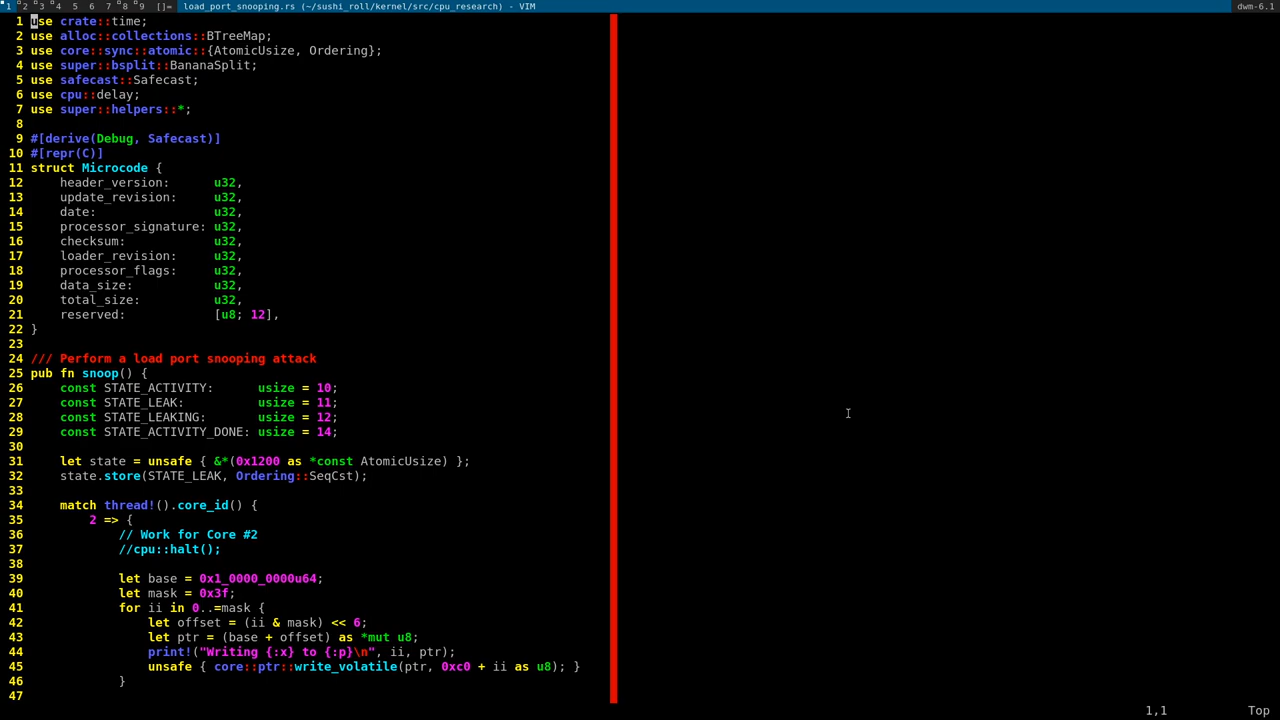 1 2 3 4 5 6 7 8 9 []= load_port_snooping.rs (~/sushi_roll/kernel/src/cpu_research) - VIM dwm-6.1
1 use crate::time;
2 use alloc::collections::BTreeMap;
3 use core::sync::atomic::{AtomicUsize, Ordering};
4 use super::bsplit::BananaSplit;
5 use safecast::Safecast;
6 use cpu::delay;
7 use super::helpers::*;
8
9 #[derive(Debug, Safecast)]
10 #[repr(C)]
11 struct Microcode {
12     header_version:      u32,
13     update_revision:     u32,
14     date:                u32,
15     processor_signature: u32,
16     checksum:            u32,
17     loader_revision:     u32,
18     processor_flags:     u32,
19     data_size:           u32,
20     total_size:          u32,
21     reserved:            [u8; 12],
22 }
23
24 /// Perform a load port snooping attack
25 pub fn snoop() {
26     const STATE_ACTIVITY:      usize = 10;
27     const STATE_LEAK:          usize = 11;
28     const STATE_LEAKING:       usize = 12;
29     const STATE_ACTIVITY_DONE: usize = 14;
30
31     let state = unsafe { &*(0x1200 as *const AtomicUsize) };
32     state.store(STATE_LEAK, Ordering::SeqCst);
33
34     match thread!().core_id() {
35         2 => {
36             // Work for Core #2
37             //cpu::halt();
38
39             let base = 0x1_0000_0000u64;
40             let mask = 0x3f;
41             for ii in 0..=mask {
42                 let offset = (ii & mask) << 6;
43                 let ptr = (base + offset) as *mut u8;
44                 print!("Writing {:x} to {:p}\n", ii, ptr);
45                 unsafe { core::ptr::write_volatile(ptr, 0xc0 + ii as u8); }
46             }
47
1,1 Top